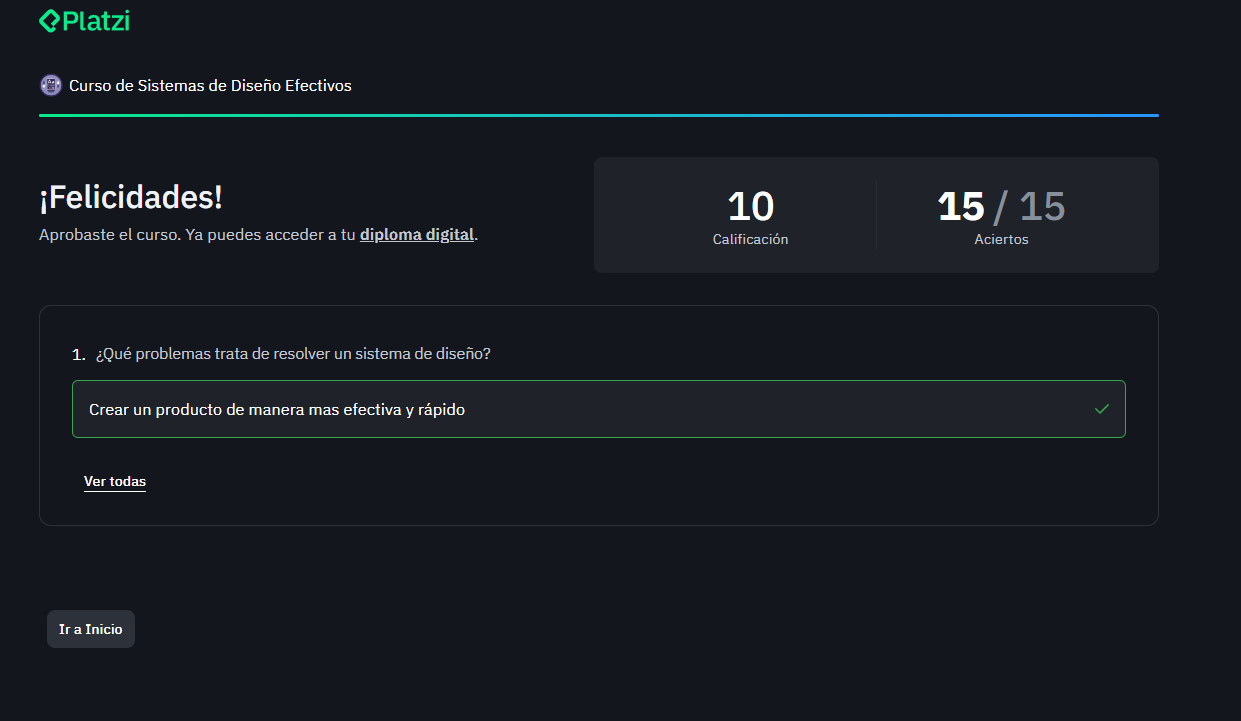 Platzi
Curso de Sistemas de Diseño Efectivos
¡Felicidades!
Aprobaste el curso. Ya puedes acceder a tu diploma digital.
10
Calificación
15 / 15
Aciertos
1. ¿Qué problemas trata de resolver un sistema de diseño?
Crear un producto de manera mas efectiva y rápido
Ver todas
Ir a Inicio